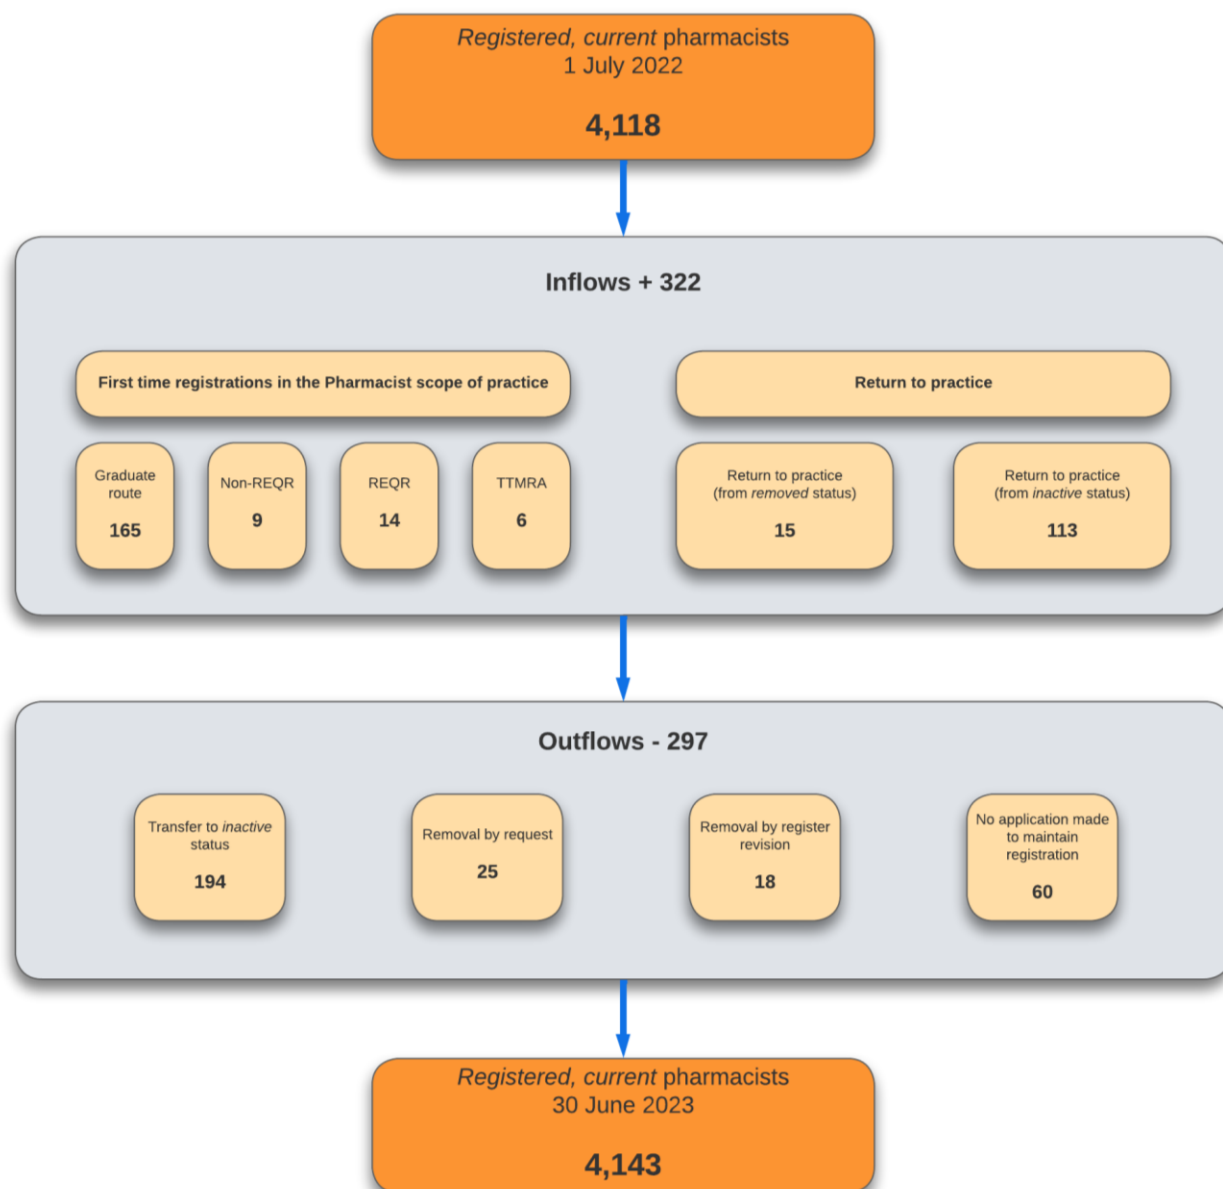 Registered, current pharmacists
1 July 2022
4,118
Inflows + 322
First time registrations in the Pharmacist scope of practice
Return to practice
Graduate
route
165
Non-REQR
9
REQR
14
TTMRA
6
Return to practice
(from removed status)
15
Return to practice
(from inactive status)
113
Outflows - 297
Transfer to inactive
status
194
Removal by request
25
Removal by register
revision
18
No application made
to maintain
registration
60
Registered, current pharmacists
30 June 2023
4,143